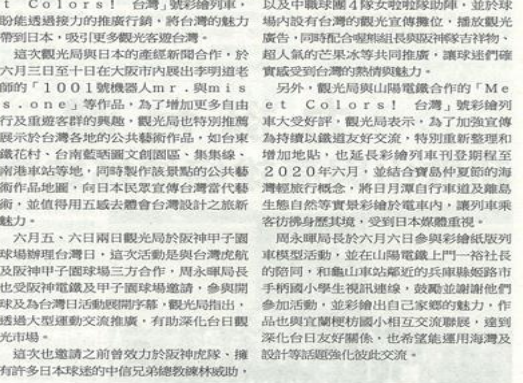 et Colors! 台灣」號彩繪列車，
盼能透過接力的推廣行銷，將台灣的魅力
帶到日本，吸引更多觀光客遊台灣。
這次觀光局與日本的產經新聞合作，於
六月三日至十日在大阪市內展出李明道老
師的「1001號機器人mr.與mis
s.one」等作品，為了增加更多自由
行及重遊客群的興趣，觀光局也特別推薦
展示於台灣各地的公共藝術作品，如台東
鐵花村、台南藍晒圖文創園區、集集線、
南港車站等地，同時製作該景點的公共藝
術作品地圖，向日本民眾宣傳台灣當代藝
術，並值得用五感去體會台灣設計之旅新
魅力。
六月五、六日兩日觀光局於阪神甲子園
球場辦理台灣日，這次活動是與台灣虎航
及阪神甲子園球場三方合作，周永暉局長
也受阪神電鐵及甲子園球場邀請，參與開
球及為台灣日活動展開序幕，觀光局指出，
透過大型運動交流推廣，有助深化台日觀
光市場。
這次也邀請之前曾效力於阪神虎隊、擁
有許多日本球迷的中信兄弟總教練林威助，
以及中職球團4隊女啦啦隊助陣，並於球
場內設有台灣的觀光宣傳攤位，播放觀光
廣告，同時配合喔熊組長與阪神隊吉祥物、
超人氣的芒果冰等共同推廣，讓球迷們確
實感受到台灣的熱情與魅力。
另外，觀光局與山陽電鐵合作的「Me
et Colors! 台灣」號彩繪列
車大受好評，觀光局表示，為了加強宣傳
為持續以鐵道友好交流，特別重新整理和
增加地貼，也延長彩繪列車刊登期程至
2020年六月，並結合寶島仲夏節的海
灣輕旅行概念，將日月潭自行車道及離島
生態自然等實景彩繪於電車內，讓列車乘
客彷彿身歷其境，受到日本媒體重視。
周永暉局長於六月六日參與彩繪紙版列
車模型活動，並在山陽電鐵上門一裕社長
的陪同，和龜山車站鄰近的兵庫縣姬路市
手柄國小學生視訊連線，鼓勵並謝謝他們
參加活動，並彩繪出自己家鄉的魅力，作
品也與宜蘭梗枋國小相互交流聯展，達到
深化台日友好關係，也希望能運用海灣及
設計等話題強化彼此交流。